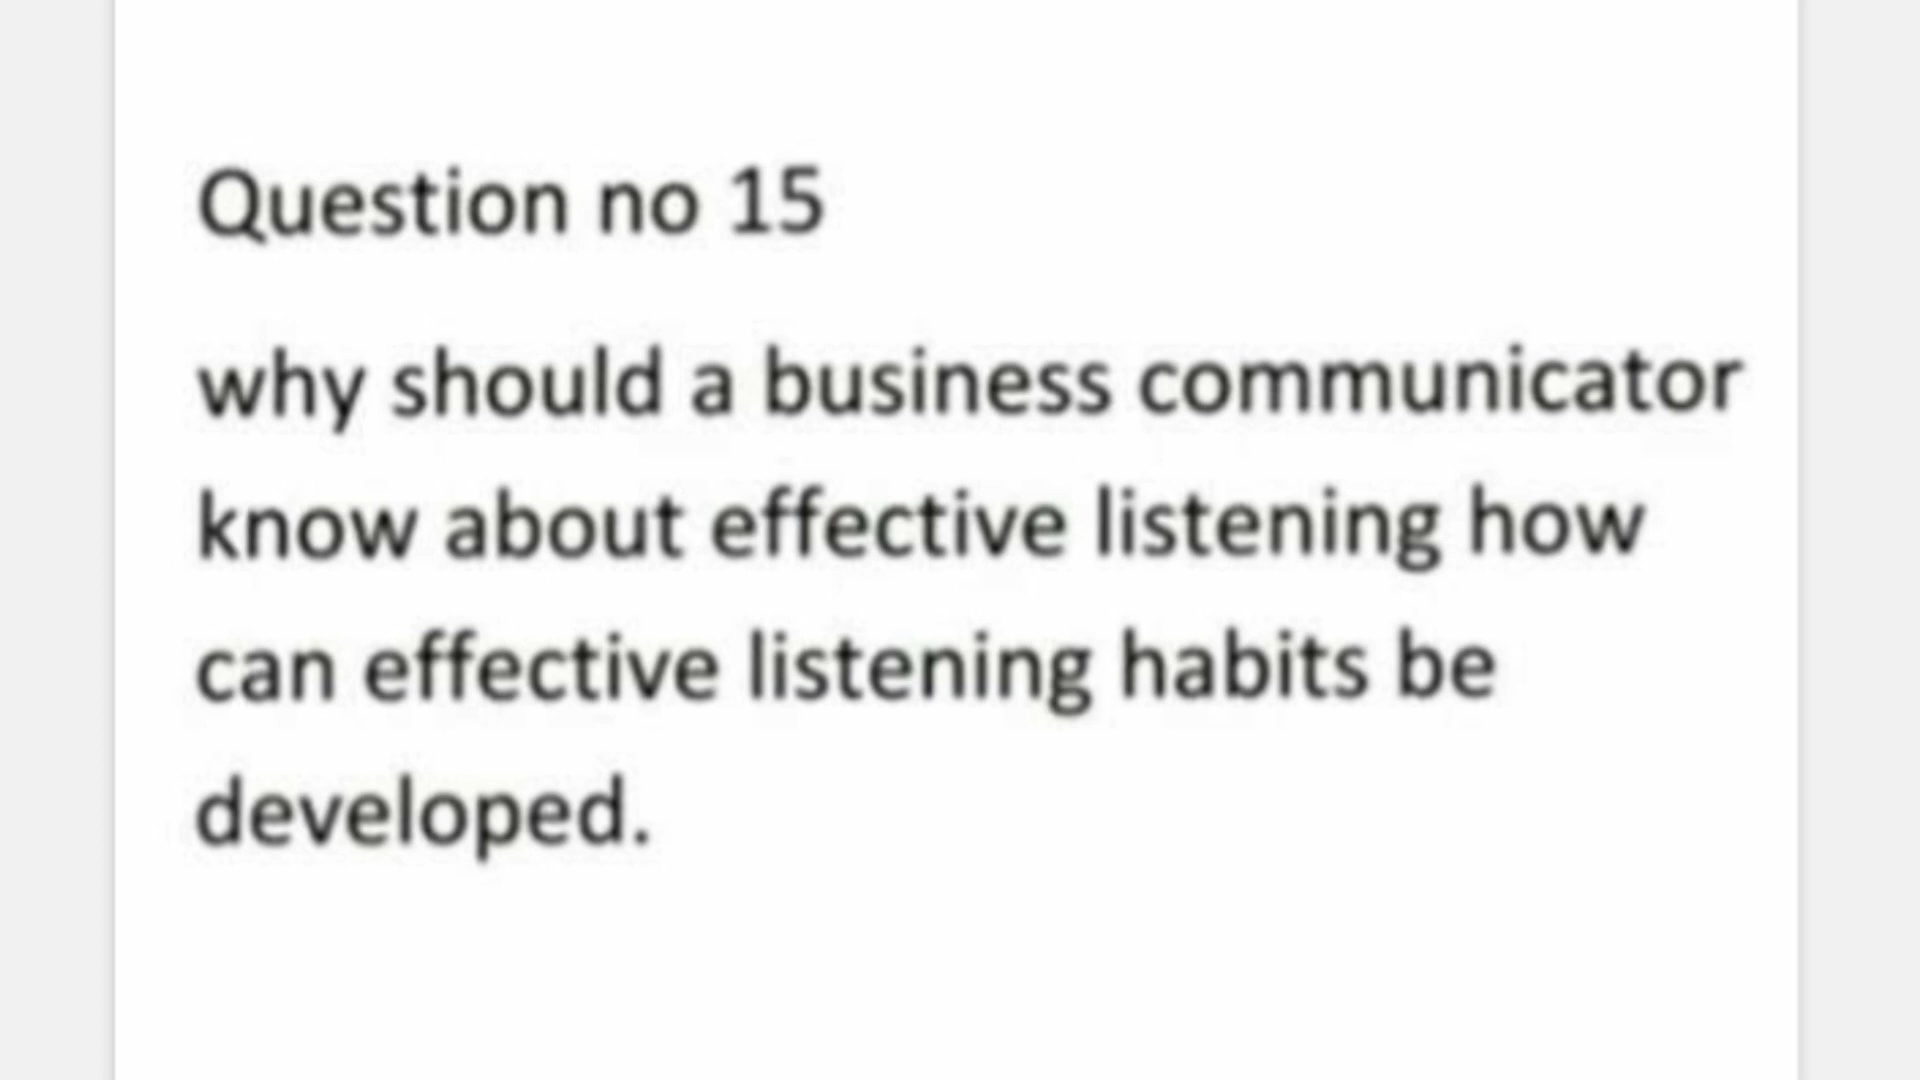 Question no 15
why should a business communicator
know about effective listening how
can effective listening habits be
developed.